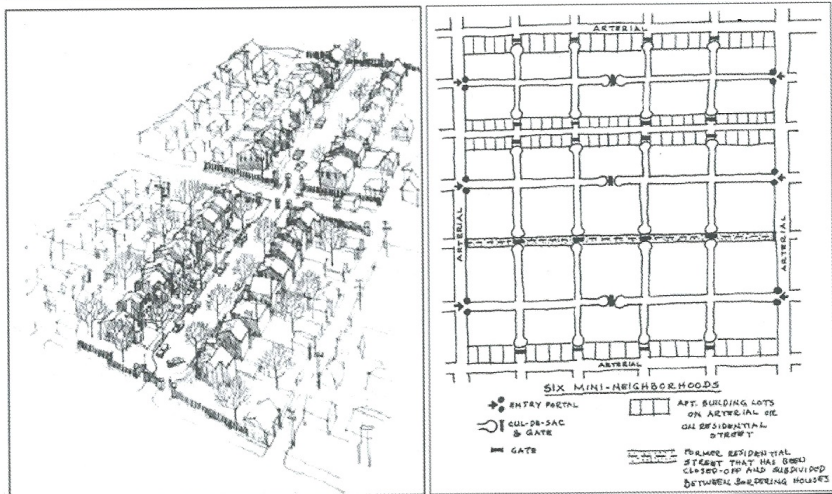 ARTERIAL
ARTERIAL
ARTERIAL
ARTERIAL
SIX MINI-NEIGHBORHOODS
ENTRY PORTAL
CUL-DE-SAC
& GATE
GATE
APT. BUILDING LOTS
ON ARTERIAL OR
ON RESIDENTIAL
STREET
FORMER RESIDENTIAL
STREET THAT HAS BEEN
CLOSED-OFF AND SUBDIVIDED
BETWEEN BORDERING HOUSES